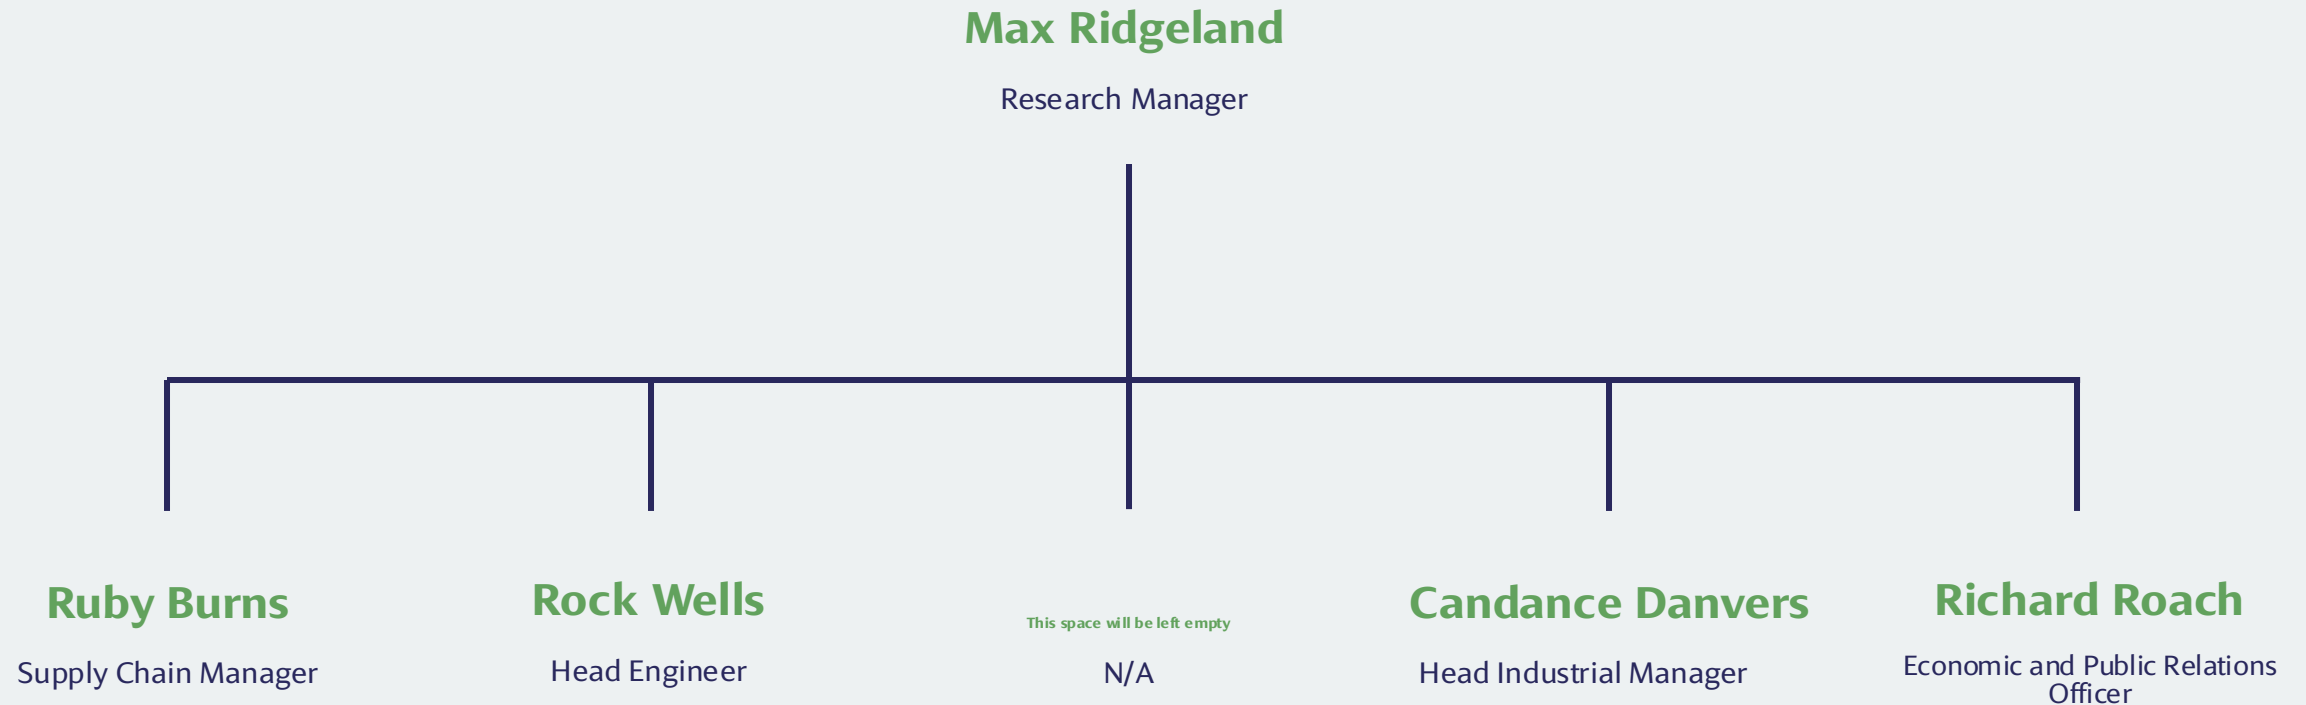 Max Ridgeland
Research Manager
Ruby Burns
Supply Chain Manager
Rock Wells
Head Engineer
This space will be left empty
N/A
Candance Danvers
Head Industrial Manager
Richard Roach
Economic and Public Relations
Officer